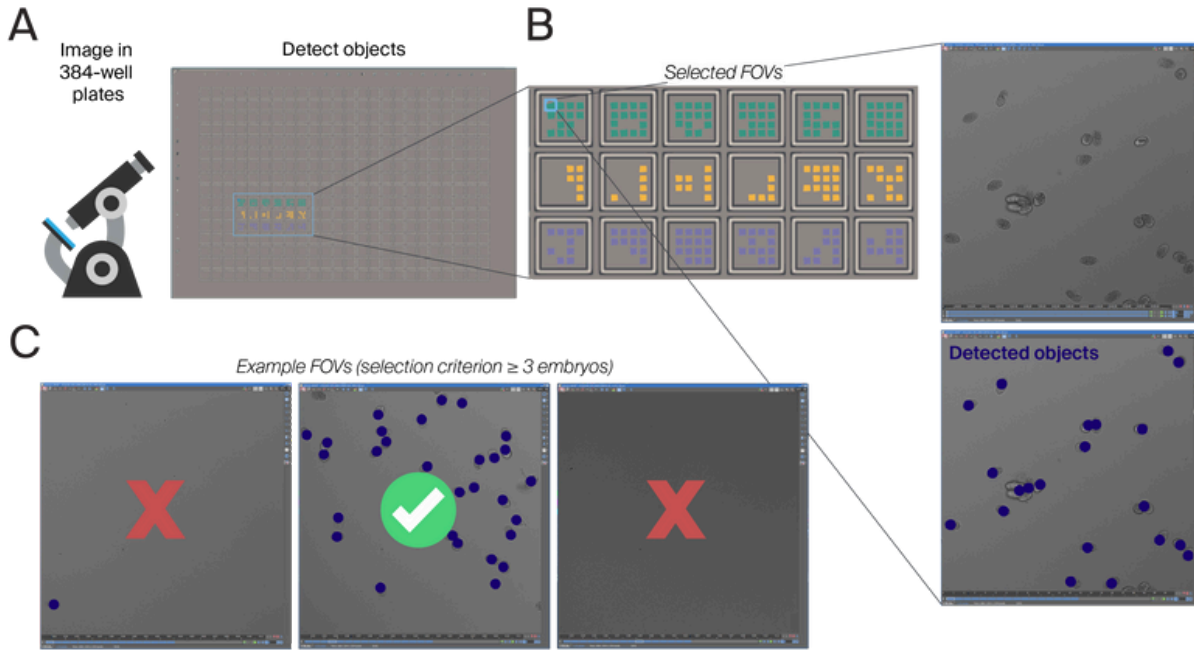 A
Image in
384-well
plates
Detect objects
B
Selected FOVs
Detected objects
C
Example FOVs (selection criterion ≥ 3 embryos)
X
X